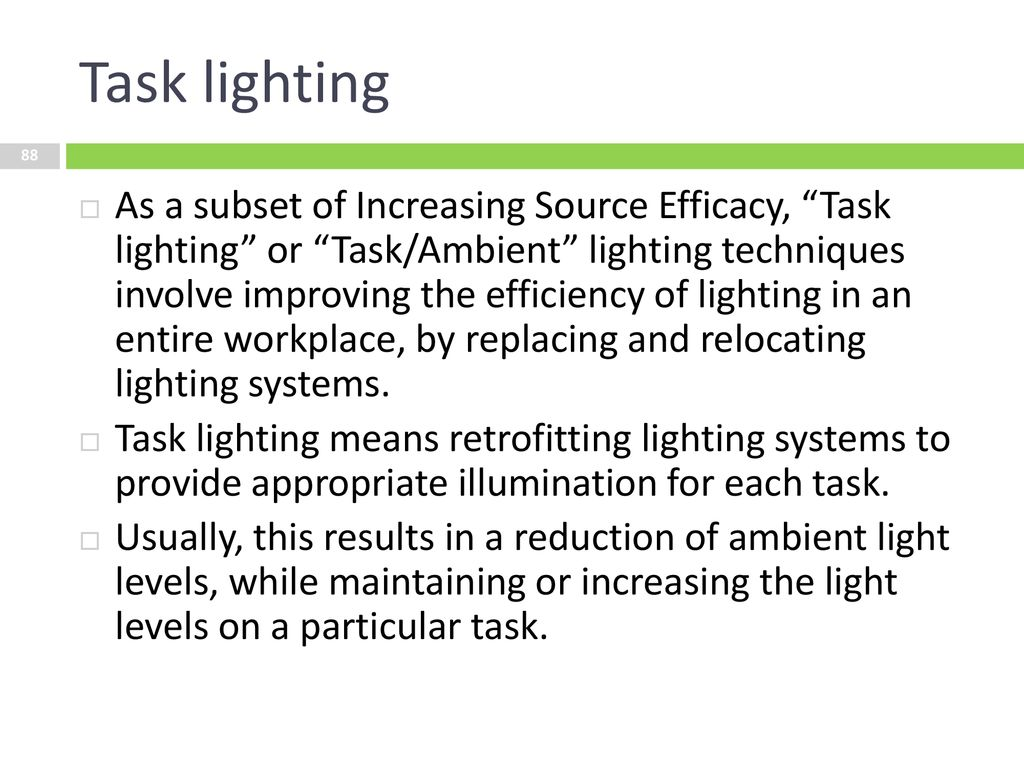 Task lighting
88
As a subset of Increasing Source Efficacy, “Task
lighting” or “Task/Ambient” lighting techniques
involve improving the efficiency of lighting in an
entire workplace, by replacing and relocating
lighting systems.
Task lighting means retrofitting lighting systems to
provide appropriate illumination for each task.
Usually, this results in a reduction of ambient light
levels, while maintaining or increasing the light
levels on a particular task.